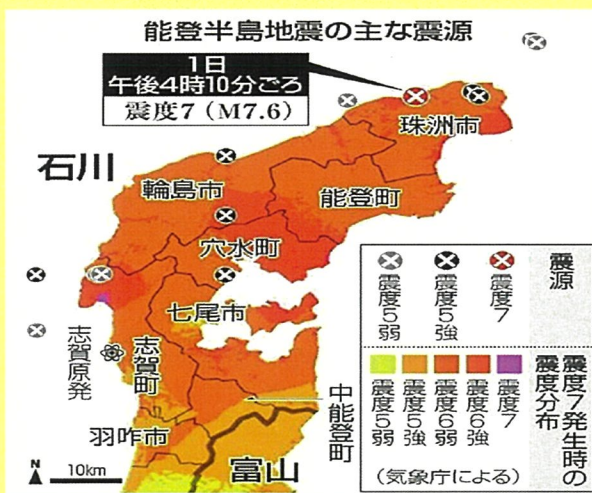 能登半島地震の主な震源
1日
午後4時10分ごろ
震度7(M7.6)
石川
珠洲市
輪島市
能登町
穴水町
七尾市
志賀原発
志賀町
中能登町
羽咋市
富山
N
10km
震源
震度7
震度5強
震度5弱
震度7発生時の
震度分布
震度7
震度6強
震度6弱
震度5強
震度5弱
(気象庁による)